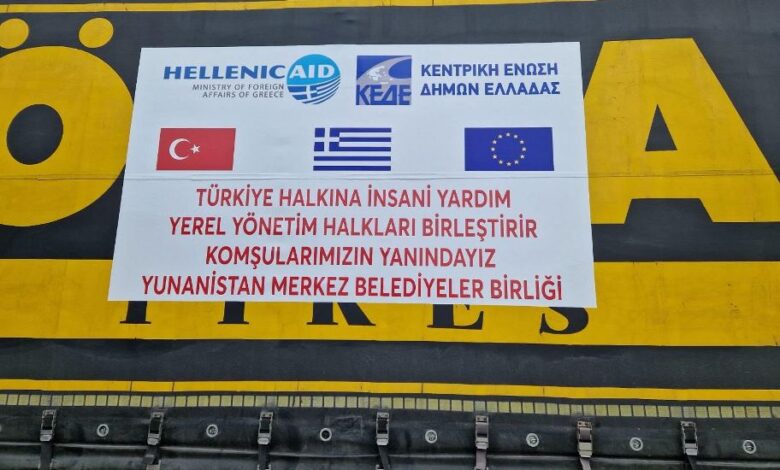 HELLENIC AID
MINISTRY OF FOREIGN
AFFAIRS OF GREECE
ΚΕΔΕ
ΚΕΝΤΡΙΚΗ ΕΝΩΣΗ
ΔΗΜΩΝ ΕΛΛΑΔΑΣ
TÜRKİYE HALKINA İNSANİ YARDIM
YEREL YÖNETİM HALKLARI BİRLEŞTİRİR
KOMŞULARIMIZIN YANINDAYIZ
YUNANİSTAN MERKEZ BELEDİYELER BİRLİĞİ